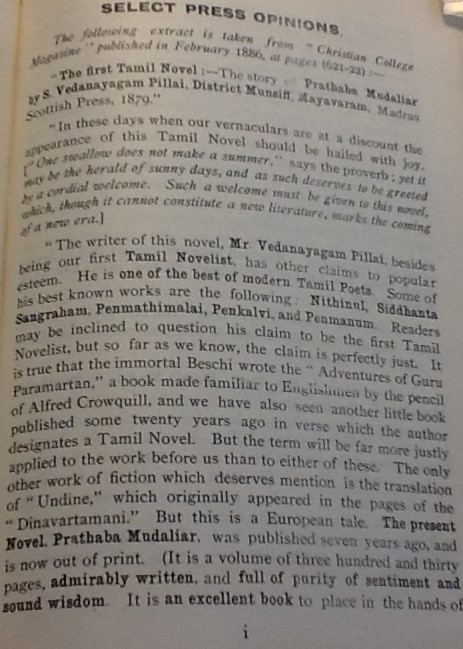 SELECT PRESS OPINIONS.
The following extract is taken from "Christian College
Magazine" published in February 1886, at pages (621-22) :—
"The first Tamil Novel :—The story of Prathaba Mudaliar
by S. Vedanayagam Pillai, District Munsiff, Mayavaram, Madras
Scottish Press, 1879."
"In these days when our vernaculars are at a discount the
appearance of this Tamil Novel should be hailed with joy.
["One swallow does not make a summer," says the proverb; yet it
may be the herald of sunny days, and as such deserves to be greeted
by a cordial welcome. Such a welcome must be given to this novel,
which, though it cannot constitute a new literature, marks the coming
of a new era.]
"The writer of this novel, Mr. Vedanayagam Pillai, besides
being our first Tamil Novelist, has other claims to popular
esteem. He is one of the best of modern Tamil Poets. Some of
his best known works are the following: Nithinul, Siddhanta
Sangraham, Penmathimalai, Penkalvi, and Penmanum. Readers
may be inclined to question his claim to be the first Tamil
Novelist, but so far as we know, the claim is perfectly just. It
is true that the immortal Beschi wrote the "Adventures of Guru
Paramartan," a book made familiar to Englishmen by the pencil
of Alfred Crowquill, and we have also seen another little book
published some twenty years ago in verse which the author
designates a Tamil Novel. But the term will be far more justly
applied to the work before us than to either of these. The only
other work of fiction which deserves mention is the translation
of "Undine," which originally appeared in the pages of the
"Dinavartamani." But this is a European tale. The present
Novel, Prathaba Mudaliar, was published seven years ago, and
is now out of print. (It is a volume of three hundred and thirty
pages, admirably written, and full of purity of sentiment and
sound wisdom. It is an excellent book to place in the hands of
i